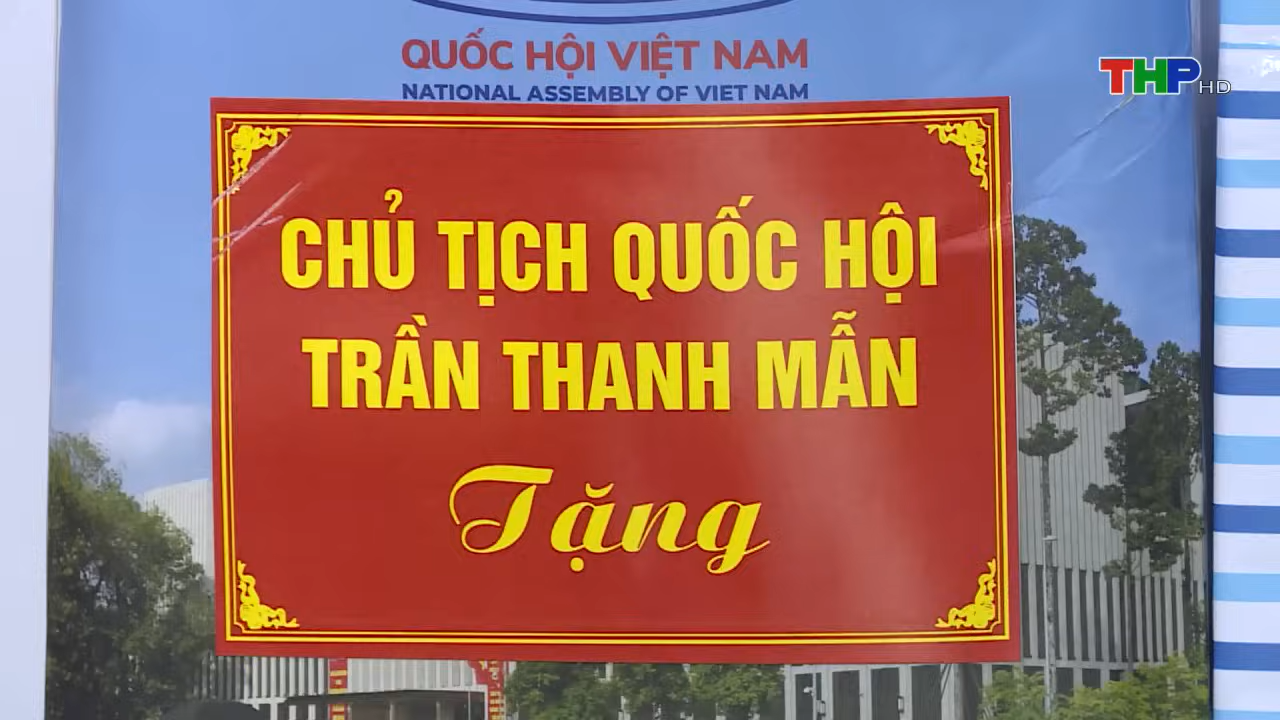 QUỐC HỘI VIỆT NAM
NATIONAL ASSEMBLY OF VIET NAM
THP HD
CHỦ TỊCH QUỐC HỘI
TRẦN THANH MẪN
Tặng